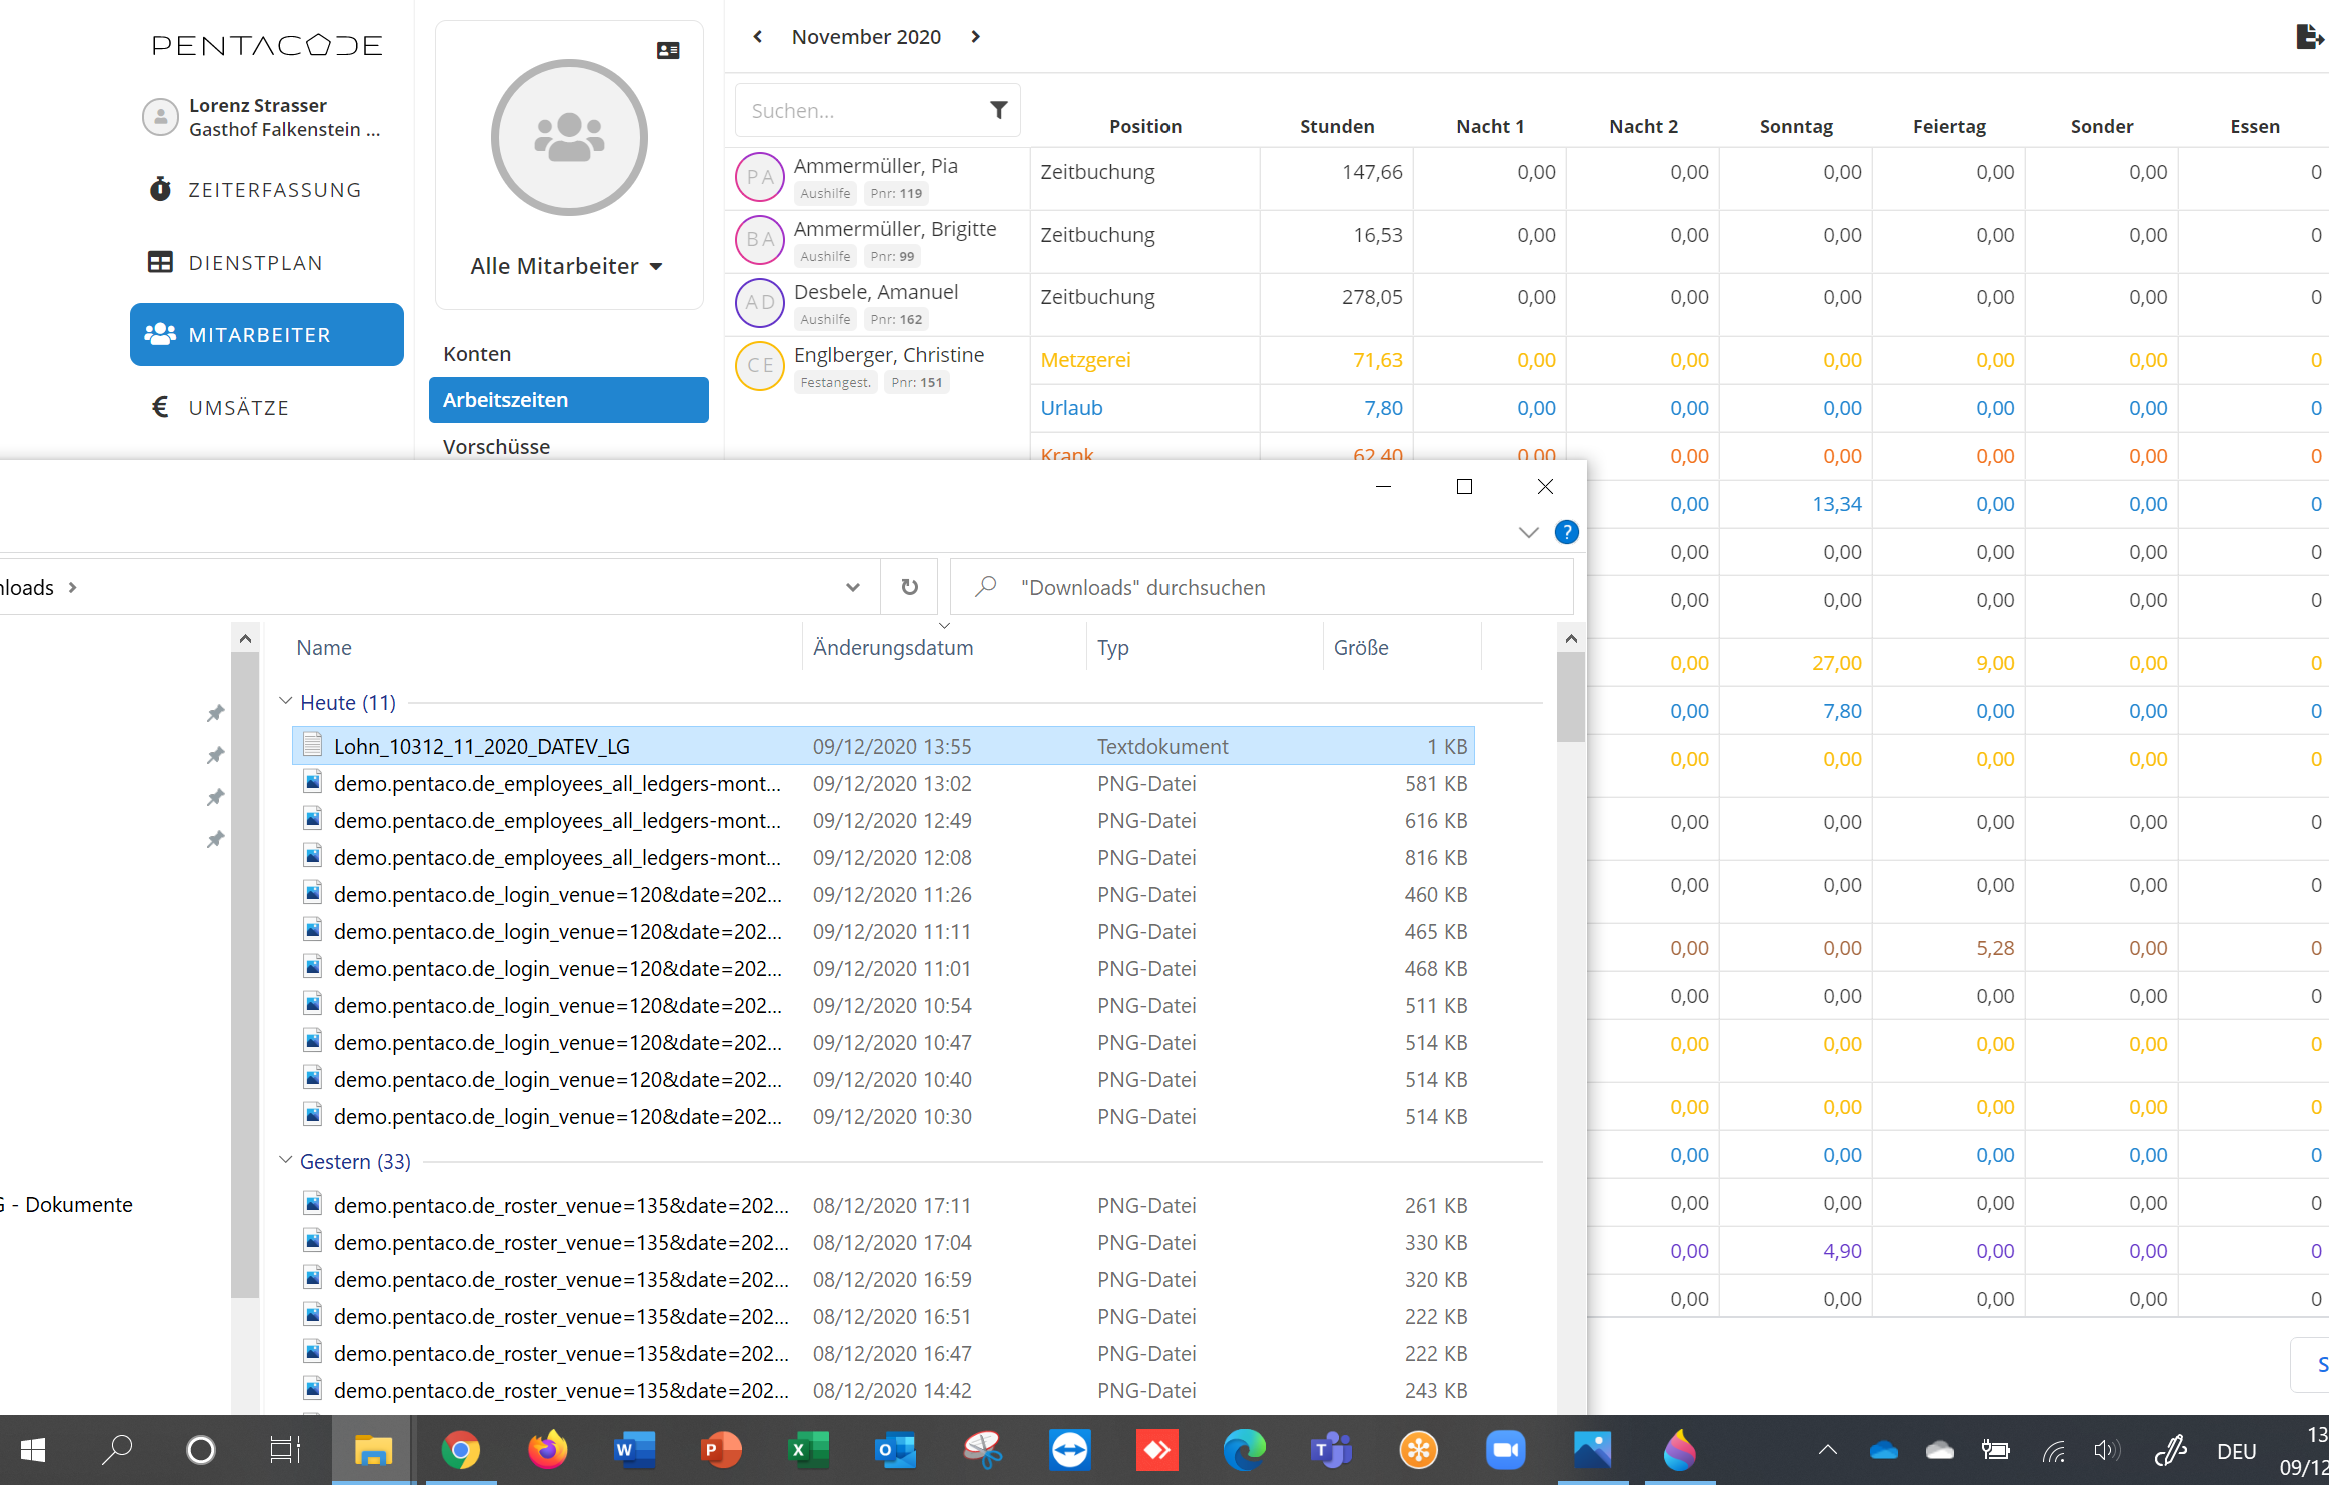 PENTACODE
Lorenz Strasser
Gasthof Falkenstein ...
ZEITERFASSUNG
DIENSTPLAN
MITARBEITER
UMSÄTZE
Alle Mitarbeiter
Konten
Arbeitszeiten
Vorschüsse
November 2020
Suchen...
Position Stunden Nacht 1 Nacht 2 Sonntag Feiertag Sonder Essen
PA Ammermüller, Pia Zeitbuchung 147,66 0,00 0,00 0,00 0,00 0,00 0
Aushilfe Pnr: 119
BA Ammermüller, Brigitte Zeitbuchung 16,53 0,00 0,00 0,00 0,00 0,00 0
Aushilfe Pnr: 99
AD Desbele, Amanuel Zeitbuchung 278,05 0,00 0,00 0,00 0,00 0,00 0
Aushilfe Pnr: 162
CE Englberger, Christine Metzgerei 71,63 0,00 0,00 0,00 0,00 0,00 0
Festangest. Pnr: 151
Urlaub 7,80 0,00 0,00 0,00 0,00 0,00 0
Krank 62,40 0,00 0,00 0,00 0,00 0,00 0
0,00 13,34 0,00 0,00 0
0,00 0,00 0,00 0,00 0
0,00 0,00 0,00 0,00 0
0,00 27,00 9,00 0,00 0
0,00 7,80 0,00 0,00 0
0,00 0,00 0,00 0,00 0
0,00 0,00 0,00 0,00 0
0,00 0,00 0,00 0,00 0
0,00 0,00 5,28 0,00 0
0,00 0,00 0,00 0,00 0
0,00 0,00 0,00 0,00 0
0,00 0,00 0,00 0,00 0
0,00 0,00 0,00 0,00 0
0,00 0,00 0,00 0,00 0
0,00 4,90 0,00 0,00 0
0,00 0,00 0,00 0,00 0
S
?
nloads
"Downloads" durchsuchen
Name Änderungsdatum Typ Größe
Heute (11)
Lohn_10312_11_2020_DATEV_LG 09/12/2020 13:55 Textdokument 1 KB
demo.pentaco.de_employees_all_ledgers-mont... 09/12/2020 13:02 PNG-Datei 581 KB
demo.pentaco.de_employees_all_ledgers-mont... 09/12/2020 12:49 PNG-Datei 616 KB
demo.pentaco.de_employees_all_ledgers-mont... 09/12/2020 12:08 PNG-Datei 816 KB
demo.pentaco.de_login_venue=120&date=202... 09/12/2020 11:26 PNG-Datei 460 KB
demo.pentaco.de_login_venue=120&date=202... 09/12/2020 11:11 PNG-Datei 465 KB
demo.pentaco.de_login_venue=120&date=202... 09/12/2020 11:01 PNG-Datei 468 KB
demo.pentaco.de_login_venue=120&date=202... 09/12/2020 10:54 PNG-Datei 511 KB
demo.pentaco.de_login_venue=120&date=202... 09/12/2020 10:47 PNG-Datei 514 KB
demo.pentaco.de_login_venue=120&date=202... 09/12/2020 10:40 PNG-Datei 514 KB
demo.pentaco.de_login_venue=120&date=202... 09/12/2020 10:30 PNG-Datei 514 KB
Gestern (33)
demo.pentaco.de_roster_venue=135&date=202... 08/12/2020 17:11 PNG-Datei 261 KB
G - Dokumente
demo.pentaco.de_roster_venue=135&date=202... 08/12/2020 17:04 PNG-Datei 330 KB
demo.pentaco.de_roster_venue=135&date=202... 08/12/2020 16:59 PNG-Datei 320 KB
demo.pentaco.de_roster_venue=135&date=202... 08/12/2020 16:51 PNG-Datei 222 KB
demo.pentaco.de_roster_venue=135&date=202... 08/12/2020 16:47 PNG-Datei 222 KB
demo.pentaco.de_roster_venue=135&date=202... 08/12/2020 14:42 PNG-Datei 243 KB
DEU
13
09/12